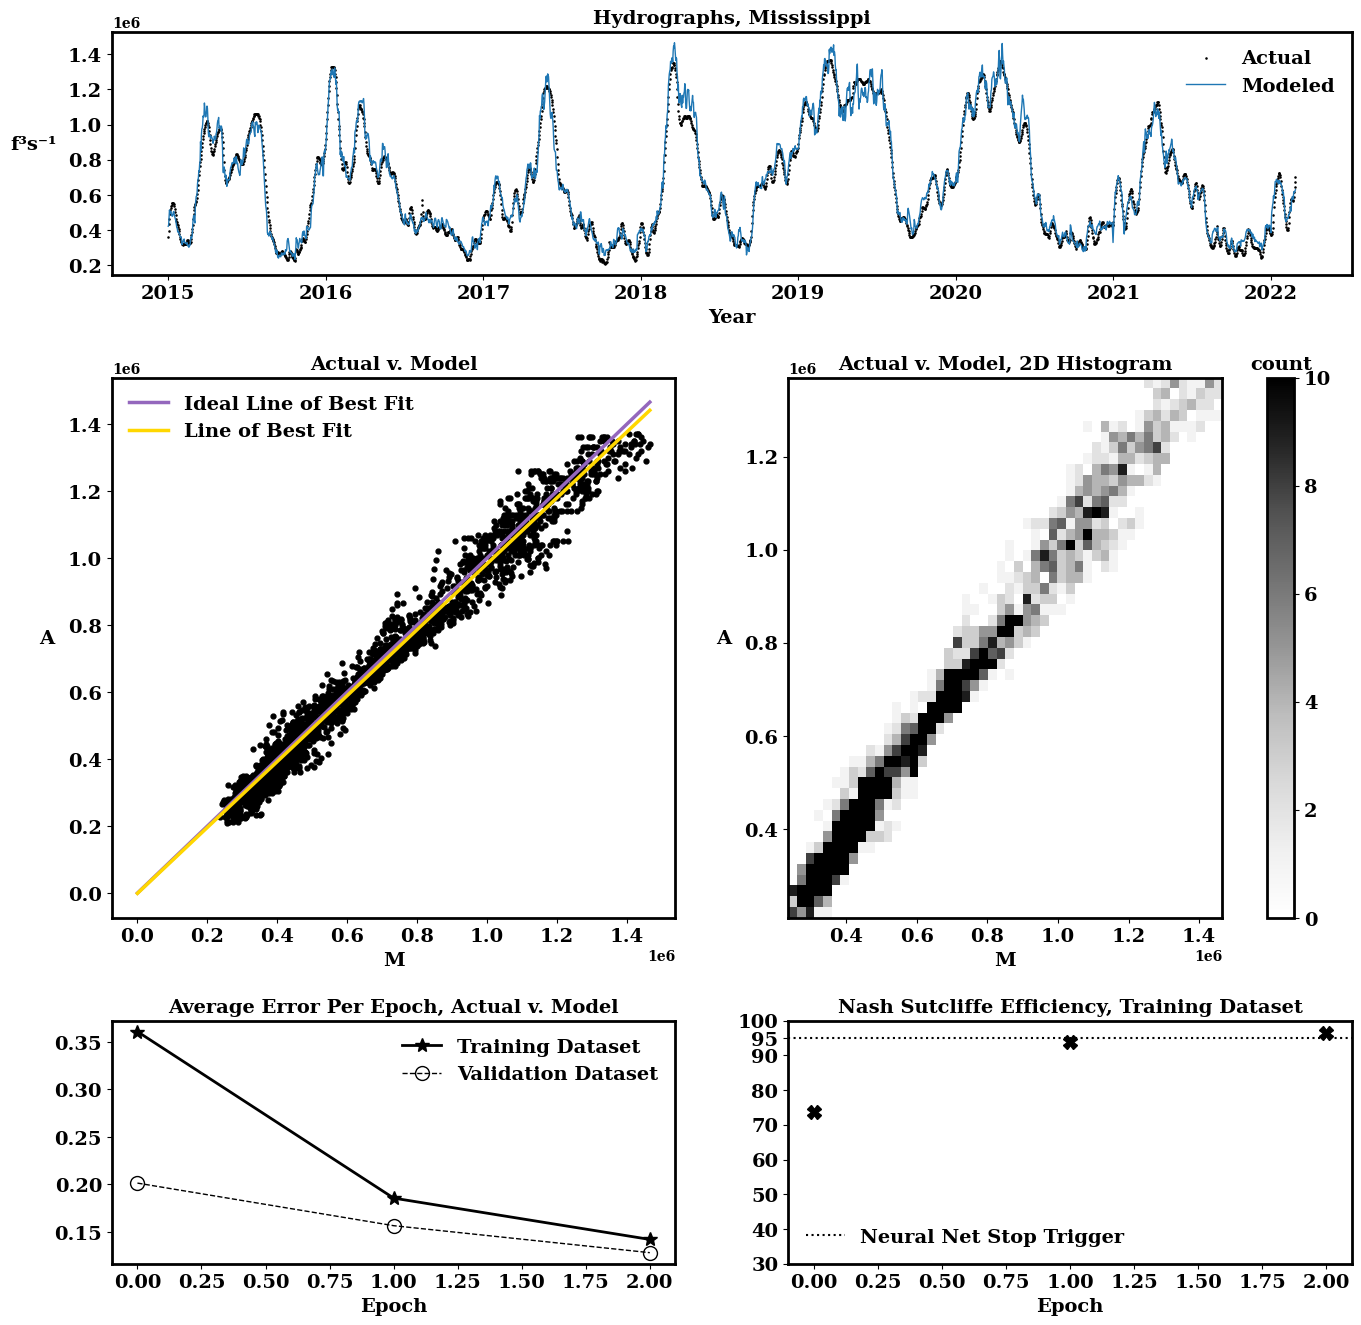 Hydrographs, Mississippi
1e6
1.4
1.2
1.0
0.8
0.6
0.4
0.2
f³s⁻¹
Actual
Modeled
2015 2016 2017 2018 2019 2020 2021 2022
Year
Actual v. Model
1e6
Ideal Line of Best Fit
Line of Best Fit
1.4
1.2
1.0
0.8
0.6
0.4
0.2
0.0
A
0.0 0.2 0.4 0.6 0.8 1.0 1.2 1.4
1e6
M
Actual v. Model, 2D Histogram
1e6
1.2
1.0
0.8
0.6
0.4
A
0.4 0.6 0.8 1.0 1.2 1.4
1e6
M
count
10
8
6
4
2
0
Average Error Per Epoch, Actual v. Model
Training Dataset
Validation Dataset
0.35
0.30
0.25
0.20
0.15
0.00 0.25 0.50 0.75 1.00 1.25 1.50 1.75 2.00
Epoch
Nash Sutcliffe Efficiency, Training Dataset
100
95
90
80
70
60
50
40
30
Neural Net Stop Trigger
0.00 0.25 0.50 0.75 1.00 1.25 1.50 1.75 2.00
Epoch